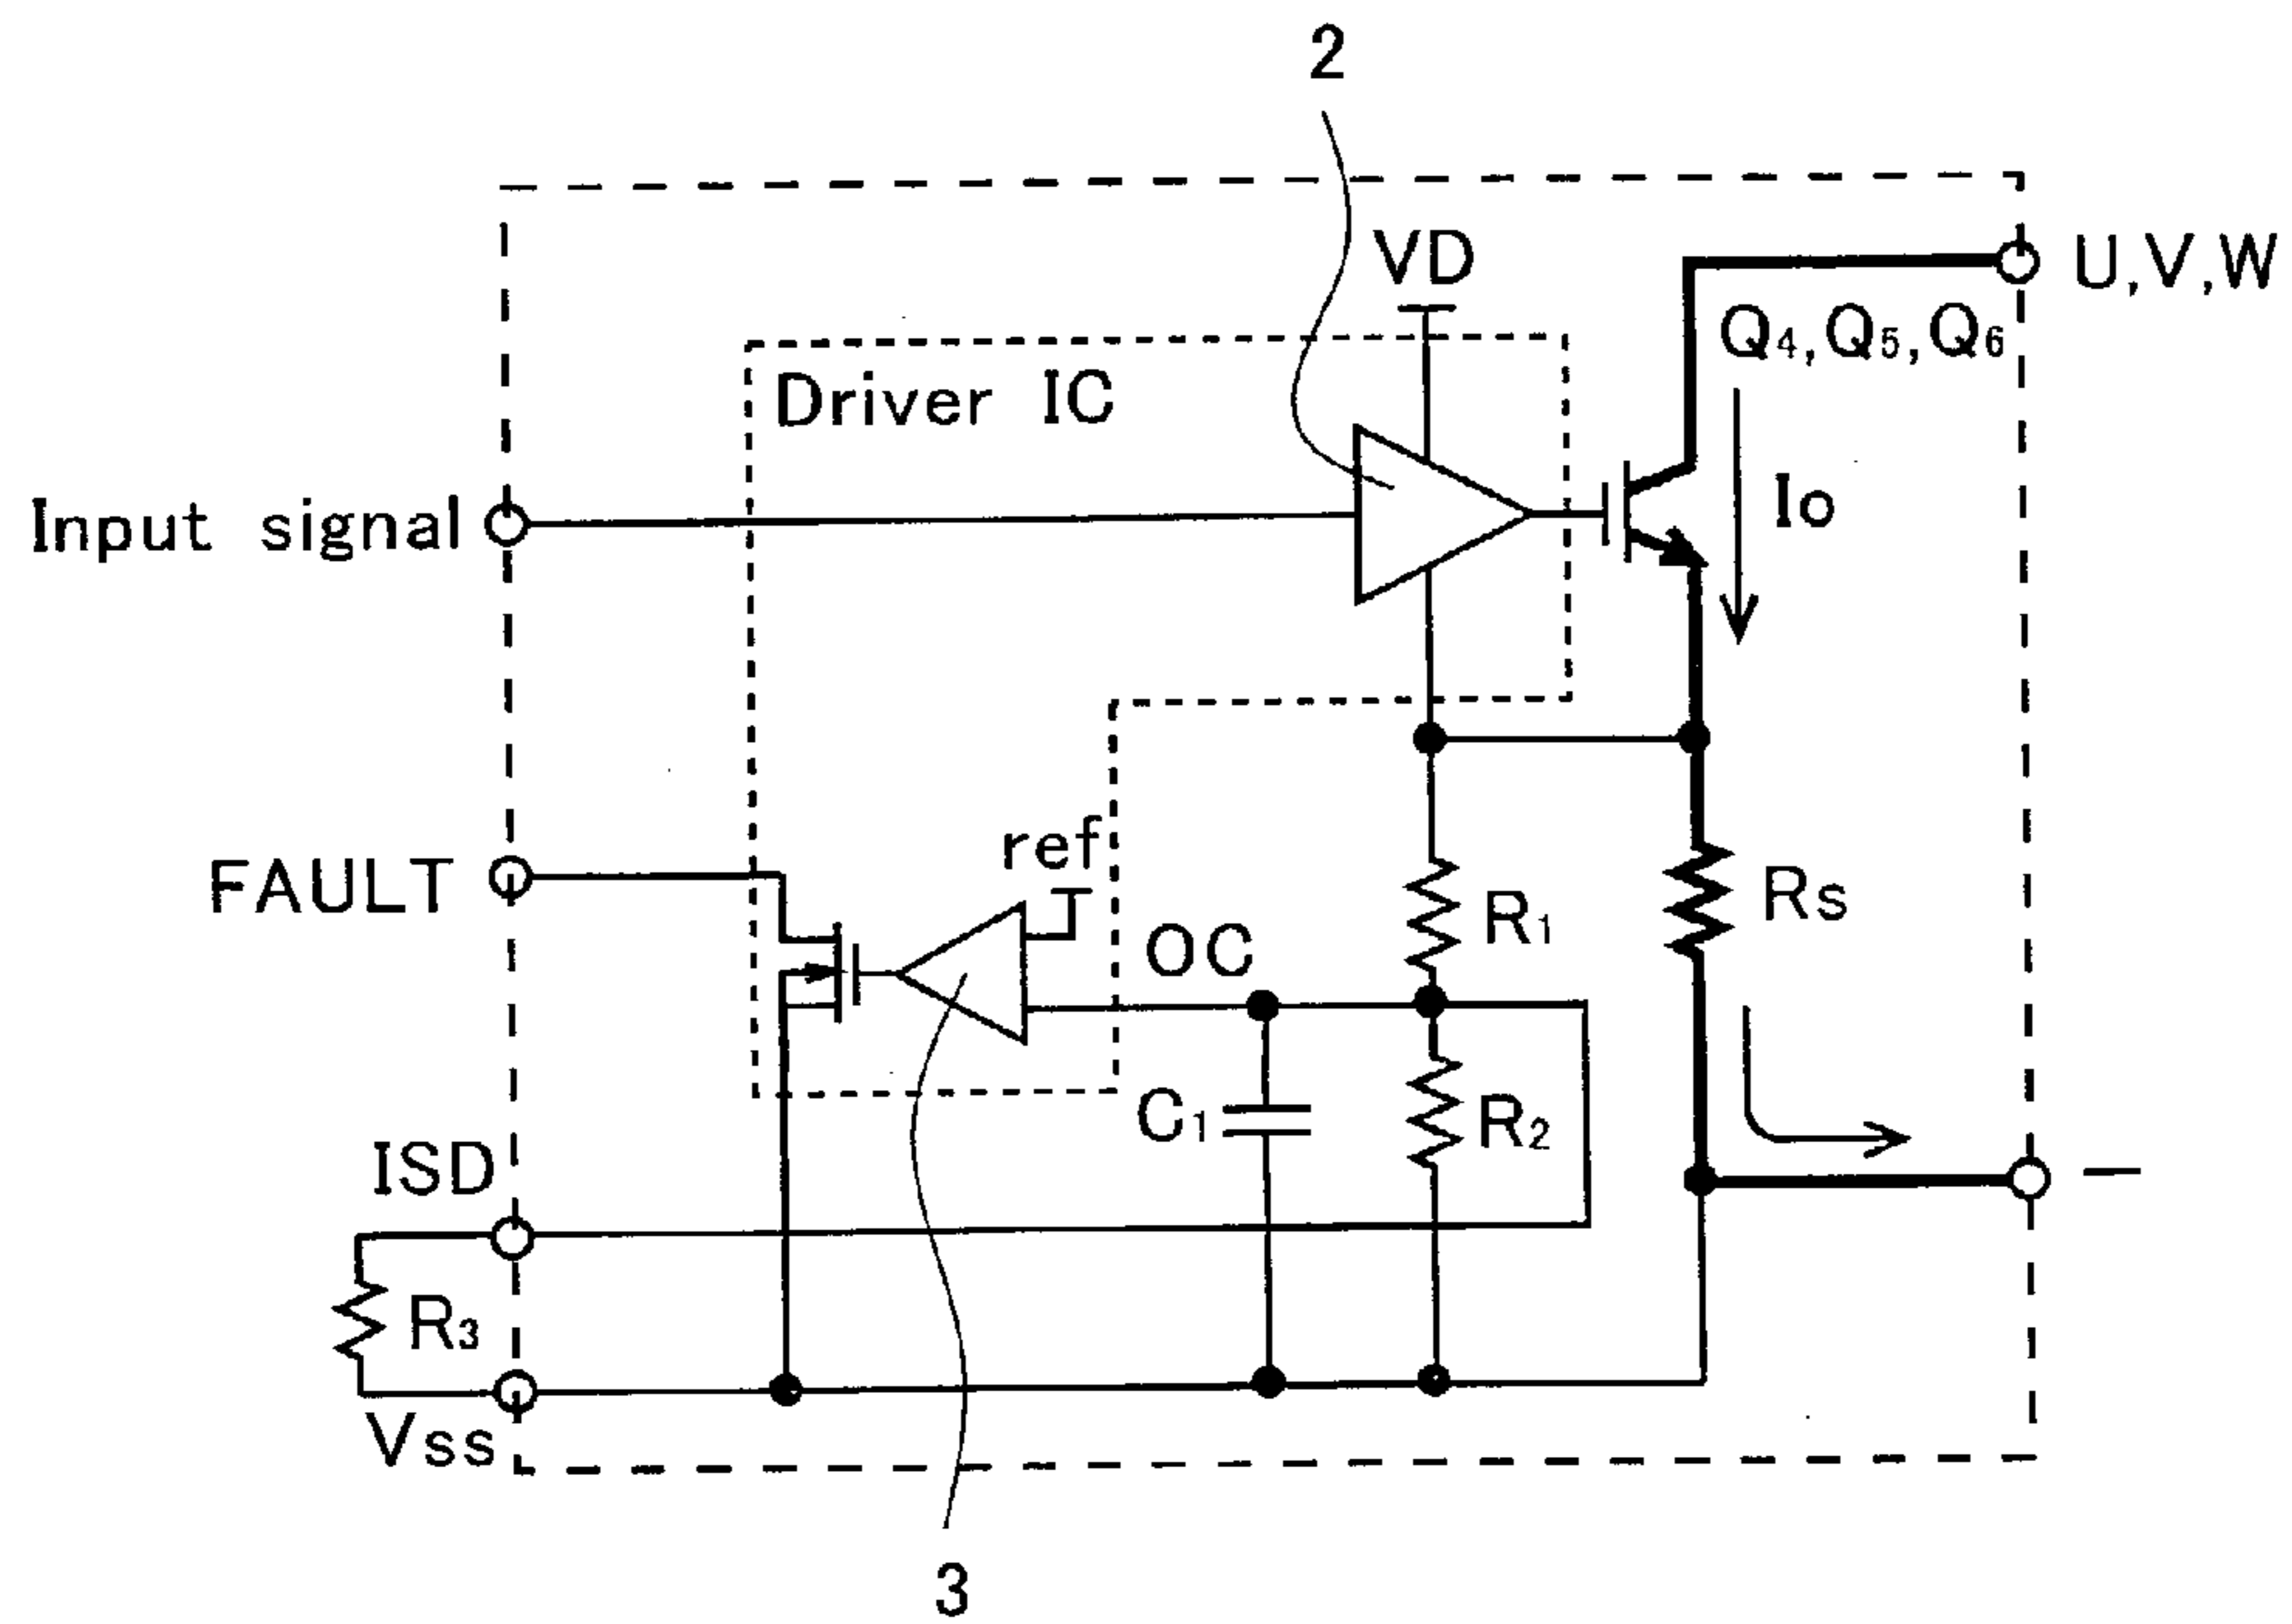 2
VD
U,V,W
Q4,Q5,Q6
Driver IC
Io
Input signal
ref
FAULT
R1
Rs
OC
C1
R2
ISD
R3
Vss
3